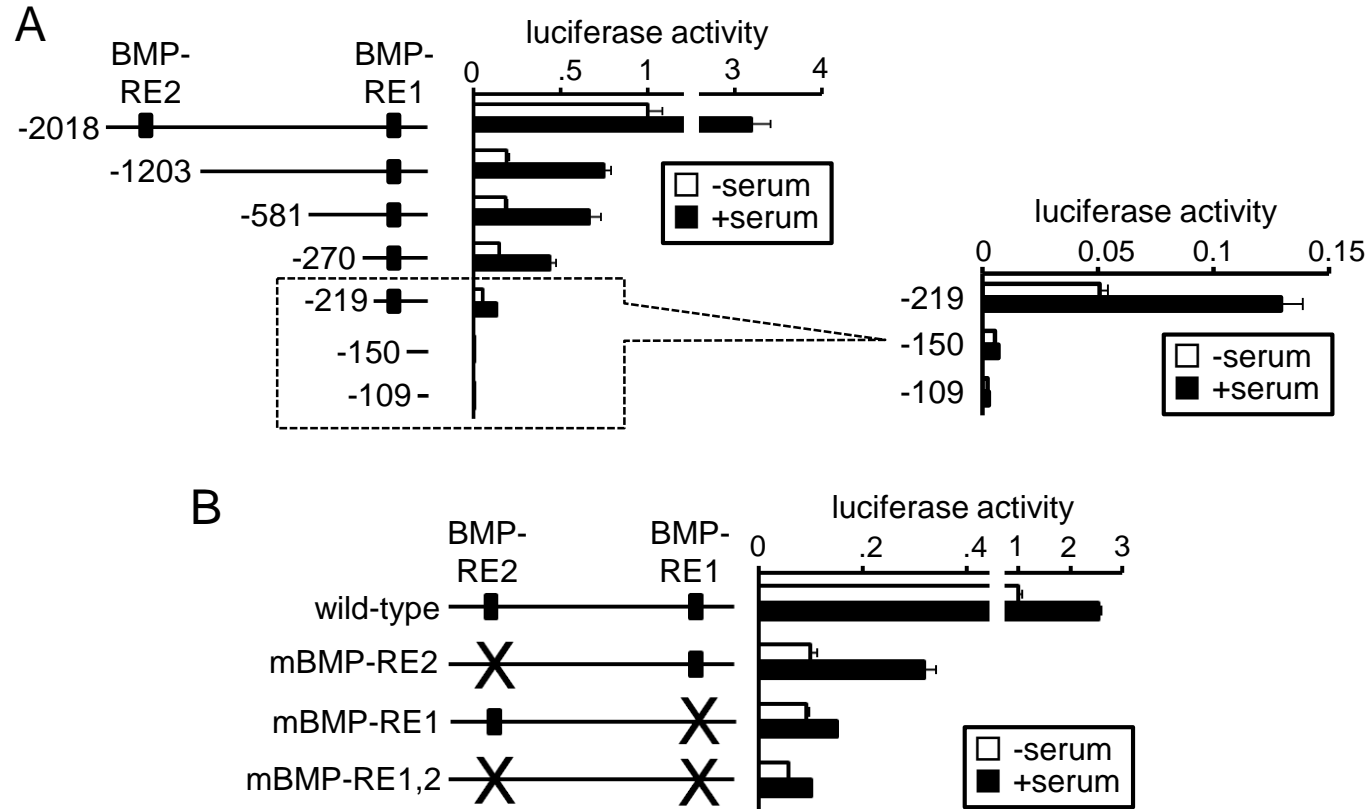 A
luciferase activity
BMP-
RE2
BMP-
RE1
0 .5 1 3 4
-2018
-1203
-581
-270
-219
-150
-109
-serum
+serum
luciferase activity
0 0.05 0.1 0.15
-219
-150
-109
-serum
+serum
B
luciferase activity
BMP-
RE2
BMP-
RE1
0 .2 .4 1 2 3
wild-type
mBMP-RE2
mBMP-RE1
mBMP-RE1,2
-serum
+serum